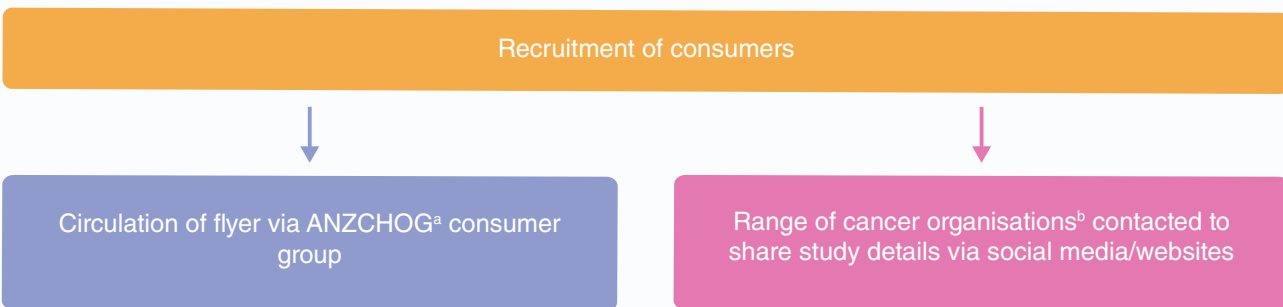 Recruitment of consumers
Circulation of flyer via ANZCHOGᵃ consumer
group
Range of cancer organisationsᵇ contacted to
share study details via social media/websites